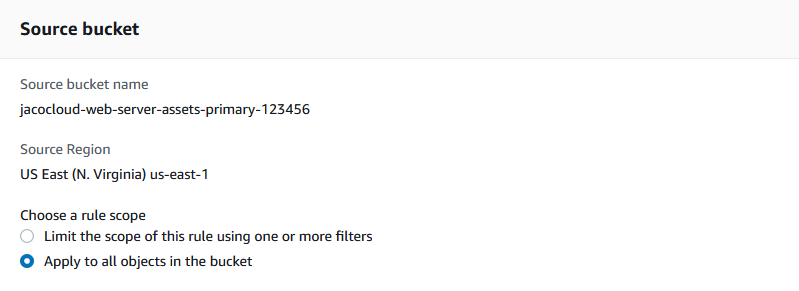 Source bucket
Source bucket name
jacocloud-web-server-assets-primary-123456
Source Region
US East (N. Virginia) us-east-1
Choose a rule scope
Limit the scope of this rule using one or more filters
Apply to all objects in the bucket